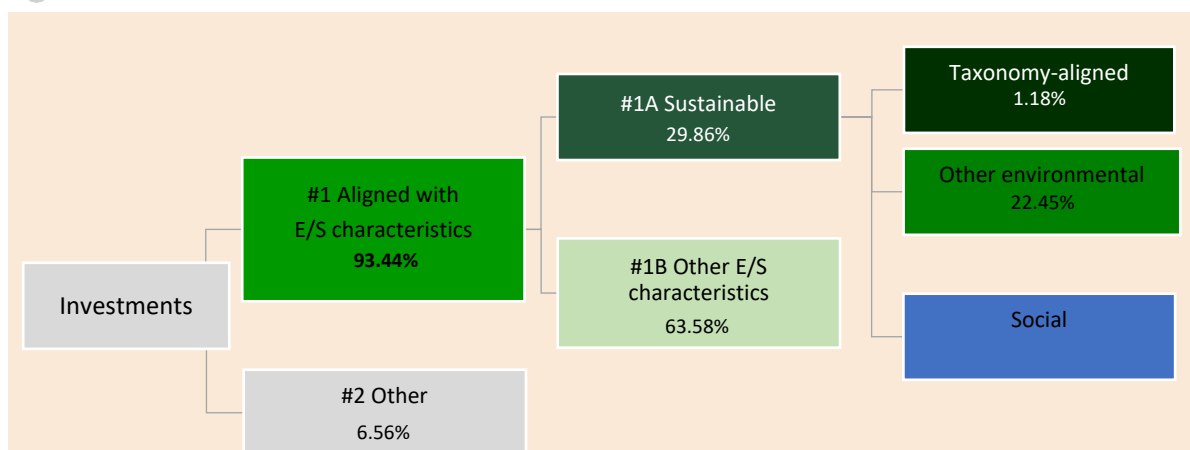 Investments
#1 Aligned with
E/S characteristics
93.44%
#2 Other
6.56%
#1A Sustainable
29.86%
#1B Other E/S
characteristics
63.58%
Taxonomy-aligned
1.18%
Other environmental
22.45%
Social